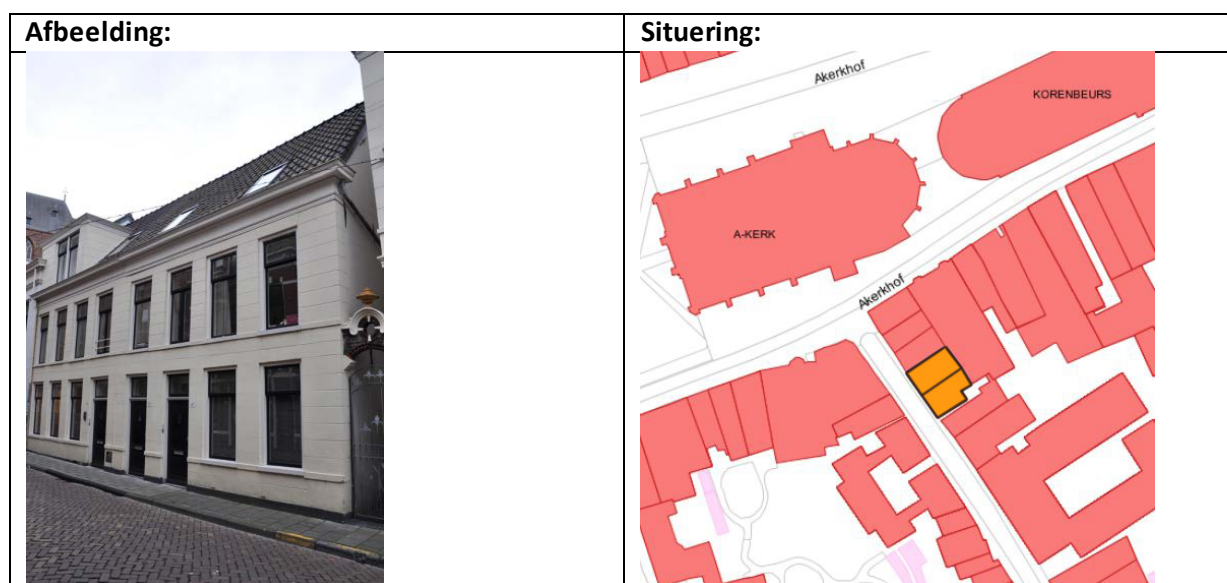 Afbeelding:
Situering:
Akerkhof
KORENBEURS
A-KERK
Akerkhof